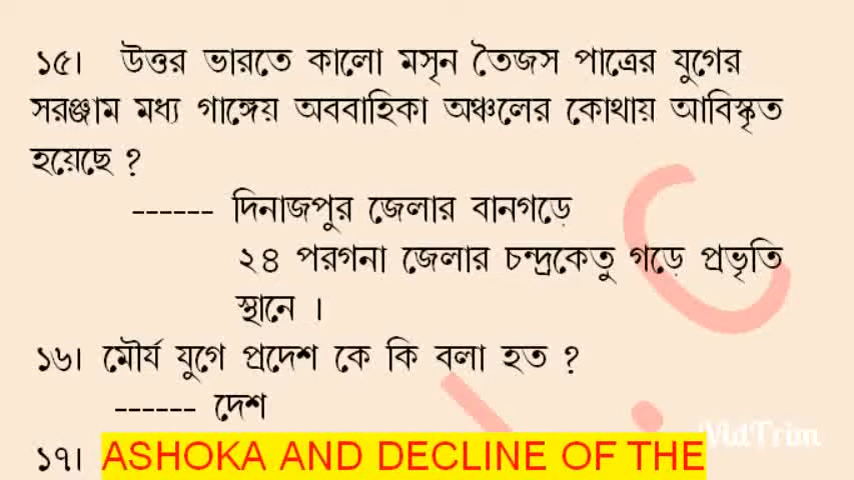 ১৫। উত্তর ভারতে কালো মসৃন তৈজস পাত্রের যুগের
সরঞ্জাম মধ্য গাঙ্গেয় অববাহিকা অঞ্চলের কোথায় আবিস্কৃত
হয়েছে ?
------ দিনাজপুর জেলার বানগড়ে
২৪ পরগনা জেলার চন্দ্রকেতু গড়ে প্রভৃতি
স্থানে ।
১৬। মৌর্য যুগে প্রদেশ কে কি বলা হত ?
------ দেশ
১৭। ASHOKA AND DECLINE OF THE
VidTrim